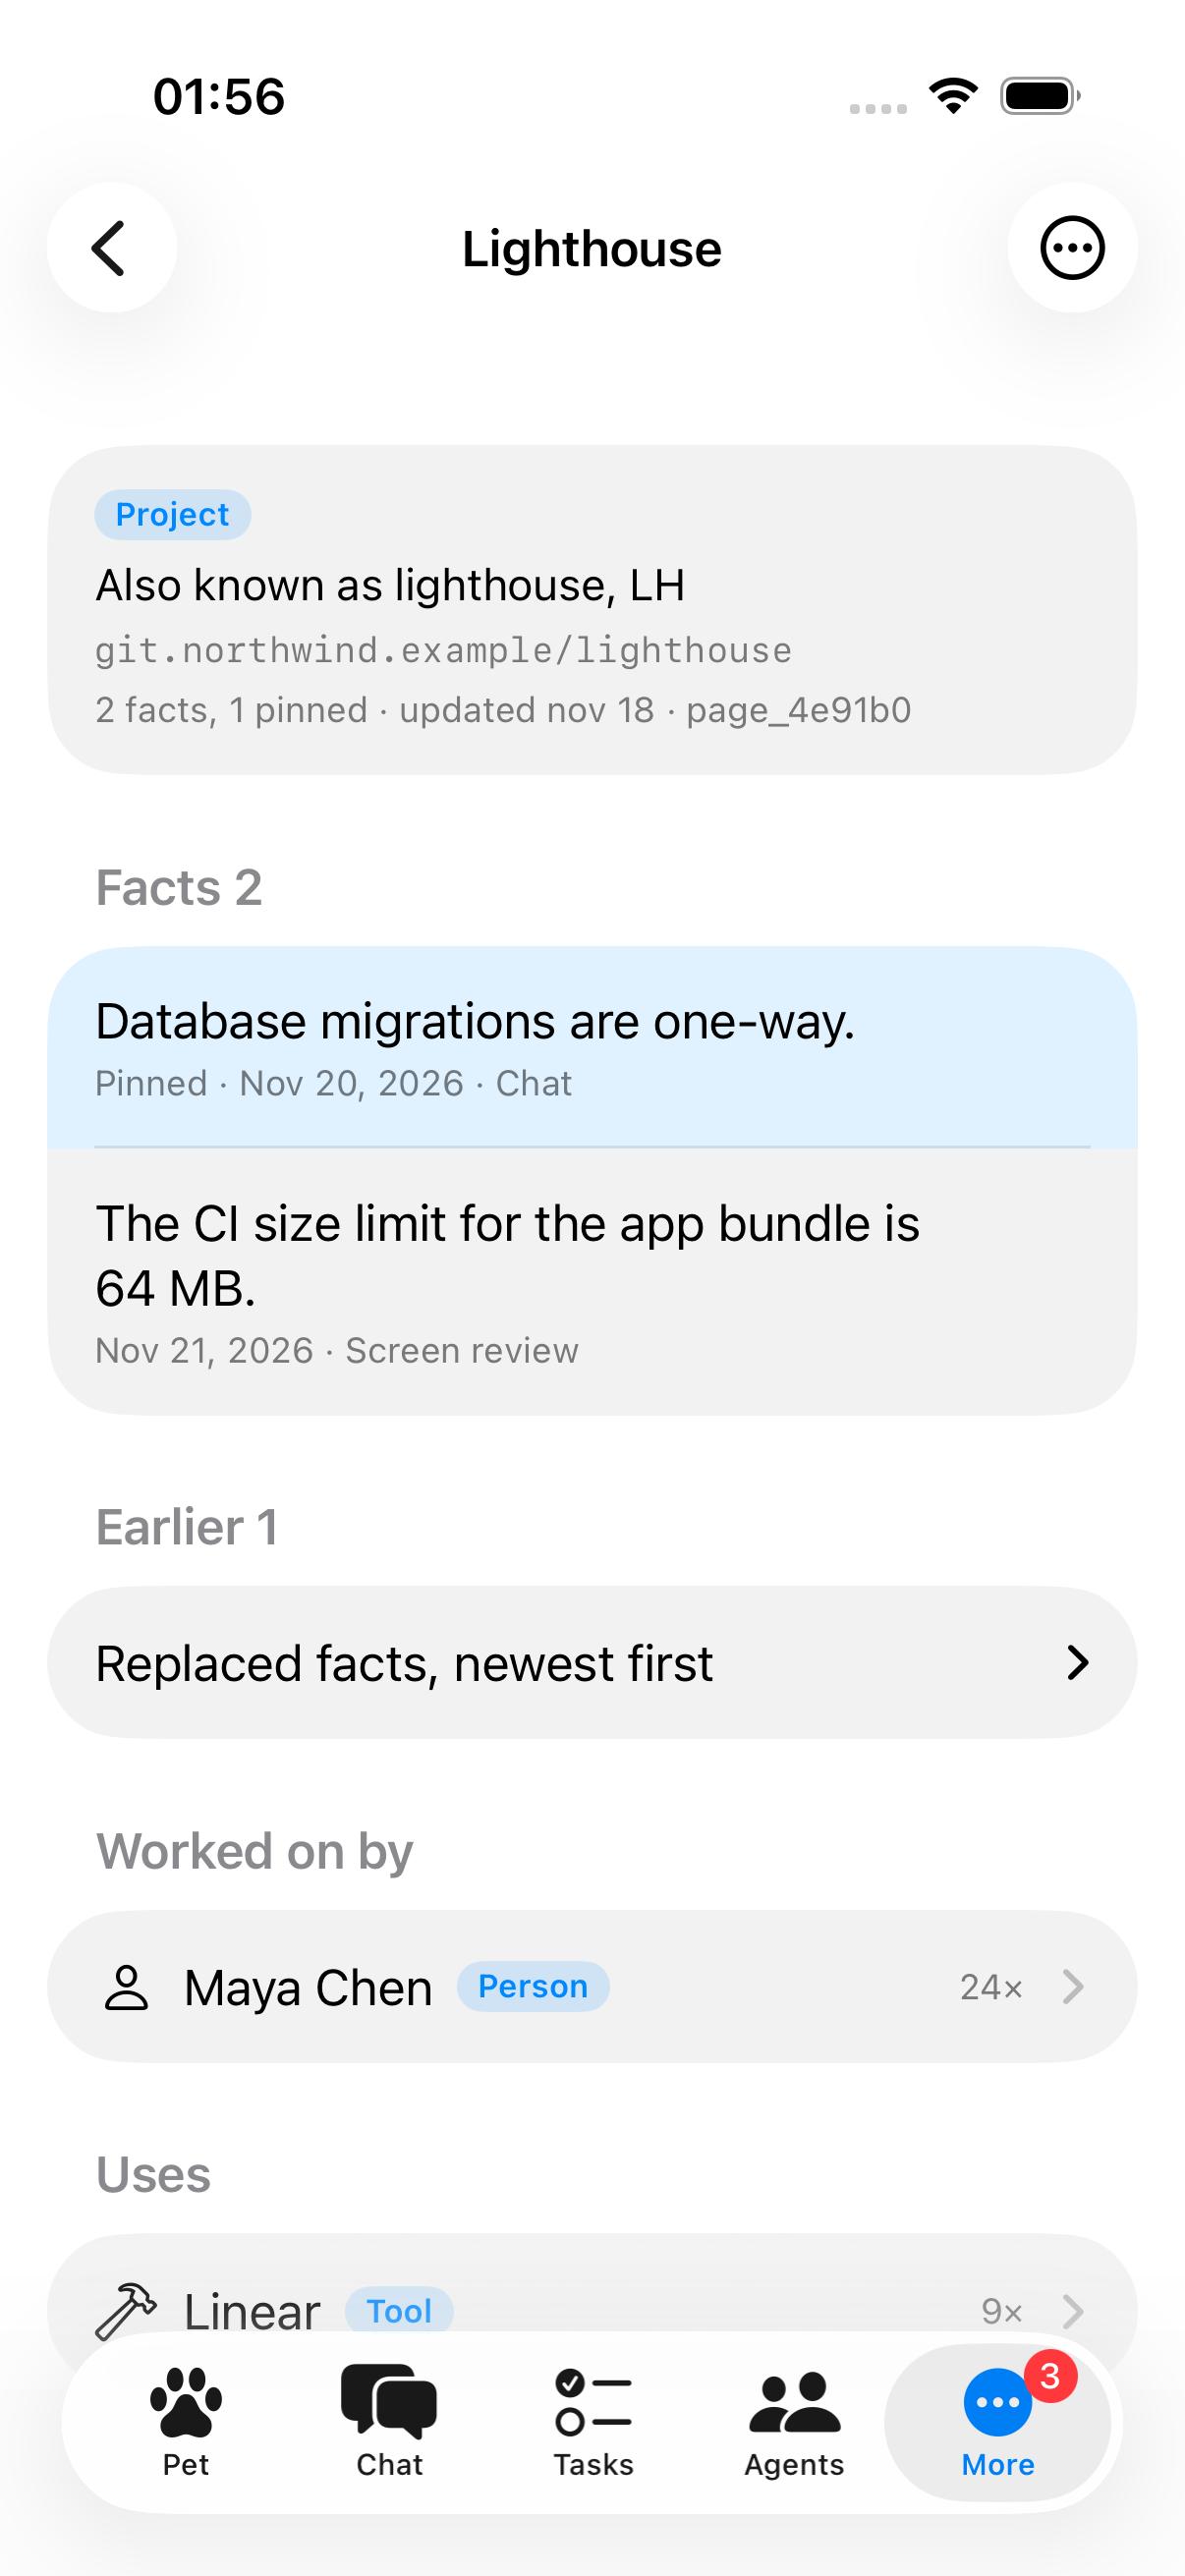 01:56
Lighthouse
Project
Also known as lighthouse, LH
git.northwind.example/lighthouse
2 facts, 1 pinned · updated nov 18 · page_4e91b0
Facts 2
Database migrations are one-way.
Pinned · Nov 20, 2026 · Chat
The CI size limit for the app bundle is
64 MB.
Nov 21, 2026 · Screen review
Earlier 1
Replaced facts, newest first
Worked on by
Maya Chen Person 24×
Uses
Linear Tool 9×
3
Pet Chat Tasks Agents More